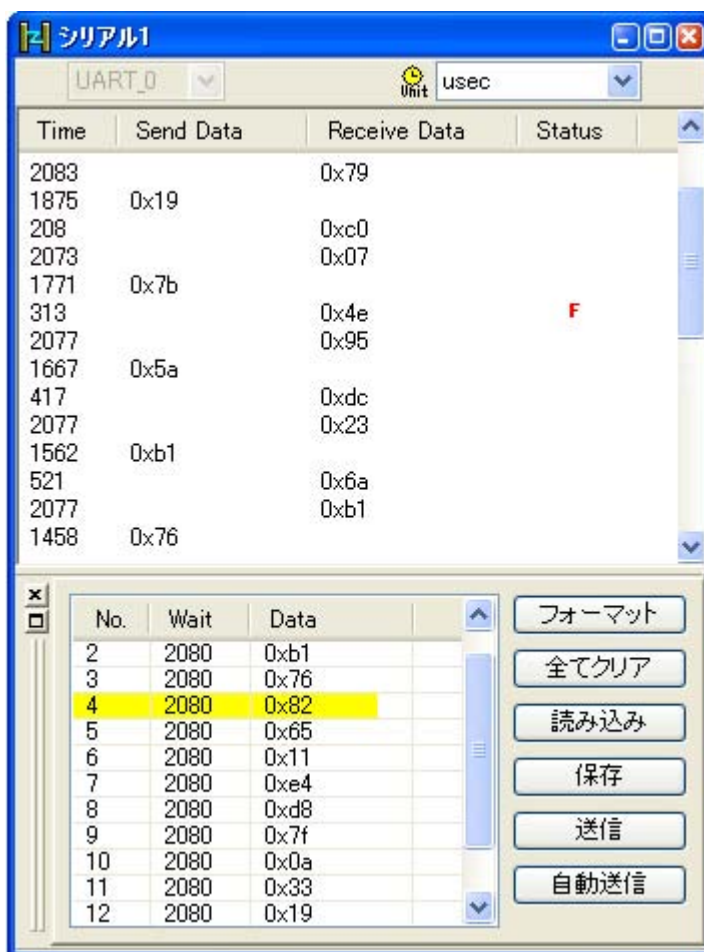 シリアル1
UART_0 Unit usec
Time Send Data Receive Data Status
2083 0x79
1875 0x19
208 0xc0
2073 0x07
1771 0x7b
313 0x4e F
2077 0x95
1667 0x5a
417 0xdc
2077 0x23
1562 0xb1
521 0x6a
2077 0xb1
1458 0x76
No. Wait Data
2 2080 0xb1
3 2080 0x76
4 2080 0x82
5 2080 0x65
6 2080 0x11
7 2080 0xe4
8 2080 0xd8
9 2080 0x7f
10 2080 0x0a
11 2080 0x33
12 2080 0x19
フォーマット
全てクリア
読み込み
保存
送信
自動送信